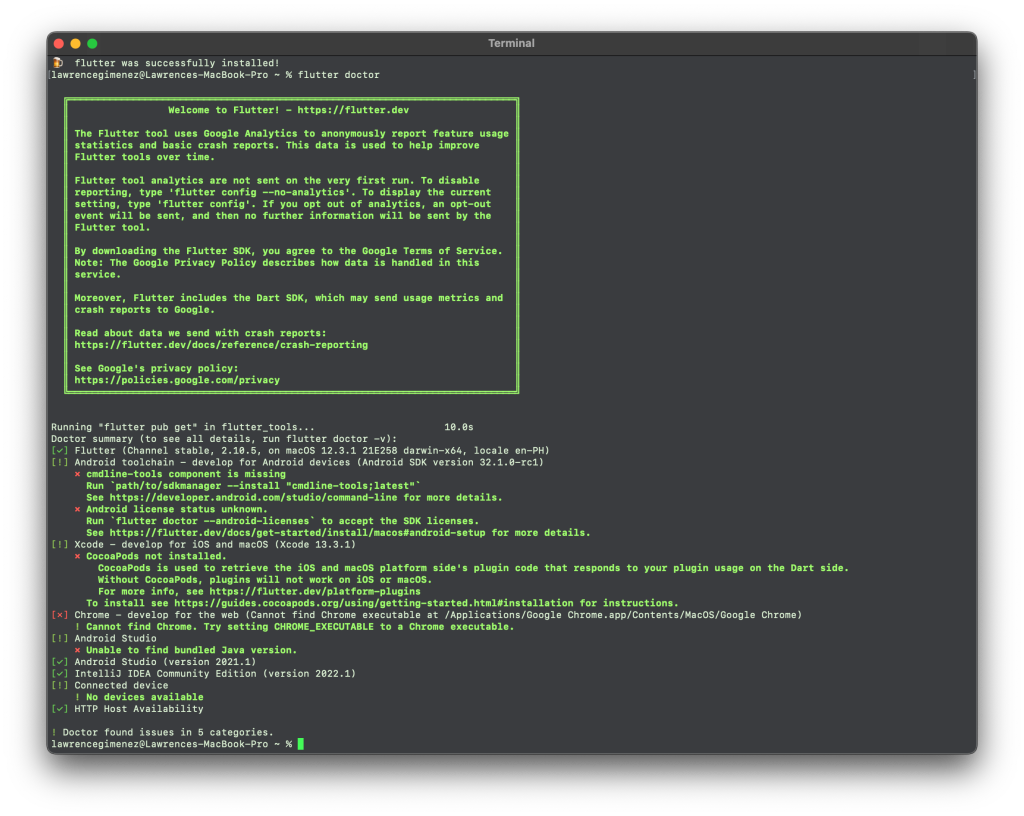 Terminal
🍺  flutter was successfully installed!
[lawrencegimenez@Lawrences-MacBook-Pro ~ % flutter doctor ]
Welcome to Flutter! - https://flutter.dev
The Flutter tool uses Google Analytics to anonymously report feature usage
statistics and basic crash reports. This data is used to help improve
Flutter tools over time.
Flutter tool analytics are not sent on the very first run. To disable
reporting, type 'flutter config --no-analytics'. To display the current
setting, type 'flutter config'. If you opt out of analytics, an opt-out
event will be sent, and then no further information will be sent by the
Flutter tool.
By downloading the Flutter SDK, you agree to the Google Terms of Service.
Note: The Google Privacy Policy describes how data is handled in this
service.
Moreover, Flutter includes the Dart SDK, which may send usage metrics and
crash reports to Google.
Read about data we send with crash reports:
https://flutter.dev/docs/reference/crash-reporting
See Google's privacy policy:
https://policies.google.com/privacy
Running "flutter pub get" in flutter_tools... 10.0s
Doctor summary (to see all details, run flutter doctor -v):
[✓] Flutter (Channel stable, 2.10.5, on macOS 12.3.1 21E258 darwin-x64, locale en-PH)
[!] Android toolchain - develop for Android devices (Android SDK version 32.1.0-rc1)
✗ cmdline-tools component is missing
Run `path/to/sdkmanager --install "cmdline-tools;latest"`
See https://developer.android.com/studio/command-line for more details.
✗ Android license status unknown.
Run `flutter doctor --android-licenses` to accept the SDK licenses.
See https://flutter.dev/docs/get-started/install/macos#android-setup for more details.
[!] Xcode - develop for iOS and macOS (Xcode 13.3.1)
✗ CocoaPods not installed.
CocoaPods is used to retrieve the iOS and macOS platform side's plugin code that responds to your plugin usage on the Dart side.
Without CocoaPods, plugins will not work on iOS or macOS.
For more info, see https://flutter.dev/platform-plugins
To install see https://guides.cocoapods.org/using/getting-started.html#installation for instructions.
[✗] Chrome - develop for the web (Cannot find Chrome executable at /Applications/Google Chrome.app/Contents/MacOS/Google Chrome)
! Cannot find Chrome. Try setting CHROME_EXECUTABLE to a Chrome executable.
[!] Android Studio
✗ Unable to find bundled Java version.
[✓] Android Studio (version 2021.1)
[✓] IntelliJ IDEA Community Edition (version 2022.1)
[!] Connected device
! No devices available
[✓] HTTP Host Availability
! Doctor found issues in 5 categories.
lawrencegimenez@Lawrences-MacBook-Pro ~ %